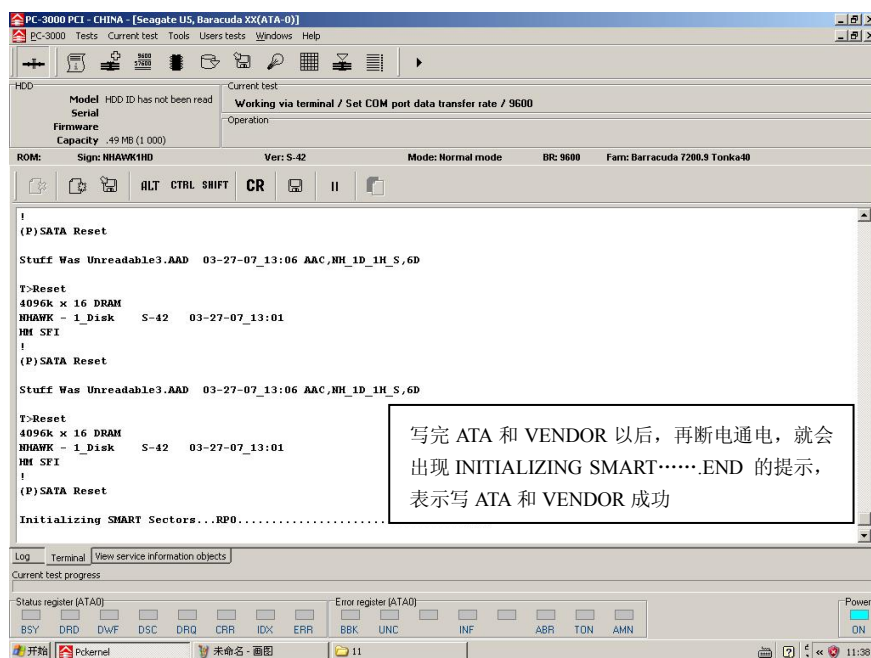 PC-3000 PCI - CHINA - [Seagate U5, Baracuda XX(ATA-0)]
PC-3000 Tests Current test Tools Users tests Windows Help
9600
57600
HDD
Model HDD ID has not been read
Serial
Firmware
Capacity .49 MB (1 000)
Current test
Working via terminal / Set COM port data transfer rate / 9600
Operation
ROM: Sign: NHAWK1HD Ver: S-42 Mode: Normal mode BR: 9600 Fam: Barracuda 7200.9 Tonka40
ALT CTRL SHIFT CR
!
(P)SATA Reset
Stuff Was Unreadable3.AAD 03-27-07_13:06 AAC,NH_1D_1H_S,6D
T>Reset
4096k x 16 DRAM
NHAWK - 1_Disk S-42 03-27-07_13:01
HM SFI
!
(P)SATA Reset
Stuff Was Unreadable3.AAD 03-27-07_13:06 AAC,NH_1D_1H_S,6D
T>Reset
4096k x 16 DRAM
NHAWK - 1_Disk S-42 03-27-07_13:01
HM SFI
!
(P)SATA Reset
Initializing SMART Sectors...RP0......................
写完 ATA 和 VENDOR 以后，再断电通电，就会
出现 INITIALIZING SMART…….END 的提示，
表示写 ATA 和 VENDOR 成功
Log Terminal View service information objects
Current test progress
Status register (ATA0)
BSY DRD DWF DSC DRQ CRR IDX ERR
Error register (ATA0)
BBK UNC INF ABR TON AMN
Power
ON
开始 Pckernel 未命名 - 画图 11 « 11:38